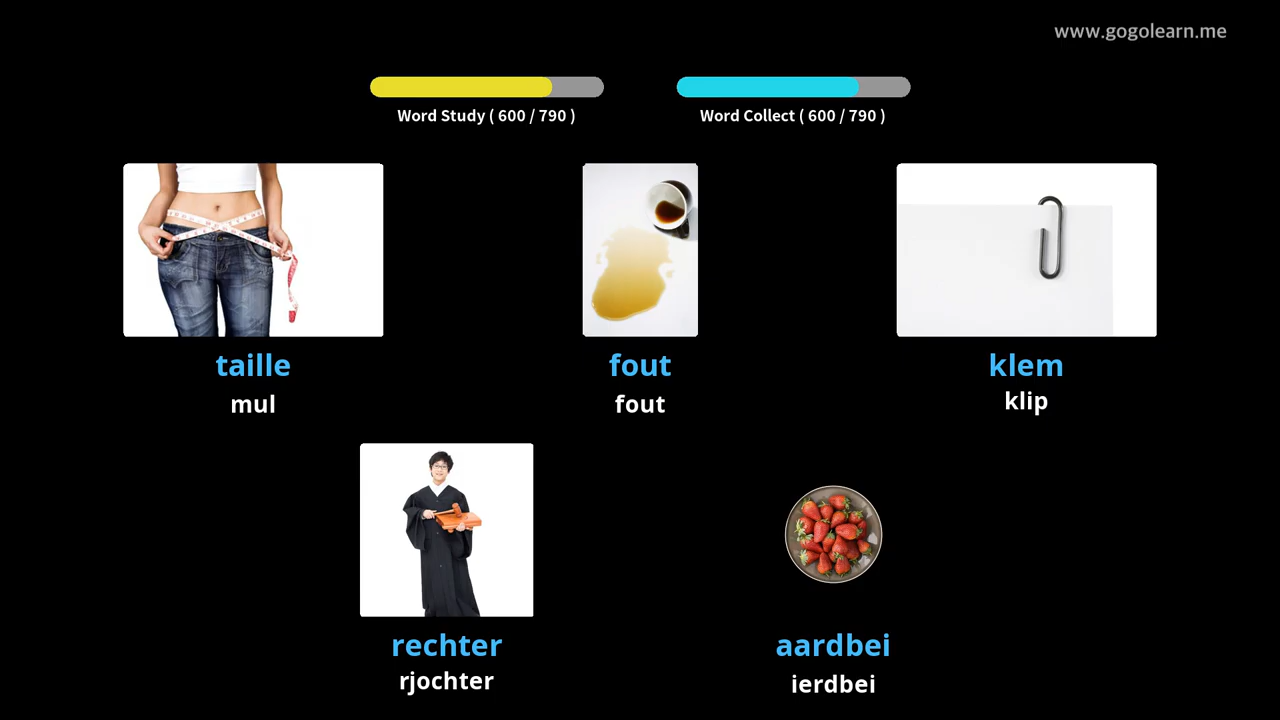 www.gogolearn.me
Word Study ( 600 / 790 )
Word Collect ( 600 / 790 )
taille
mul
fout
fout
klem
klip
rechter
rjochter
aardbei
ierdbei